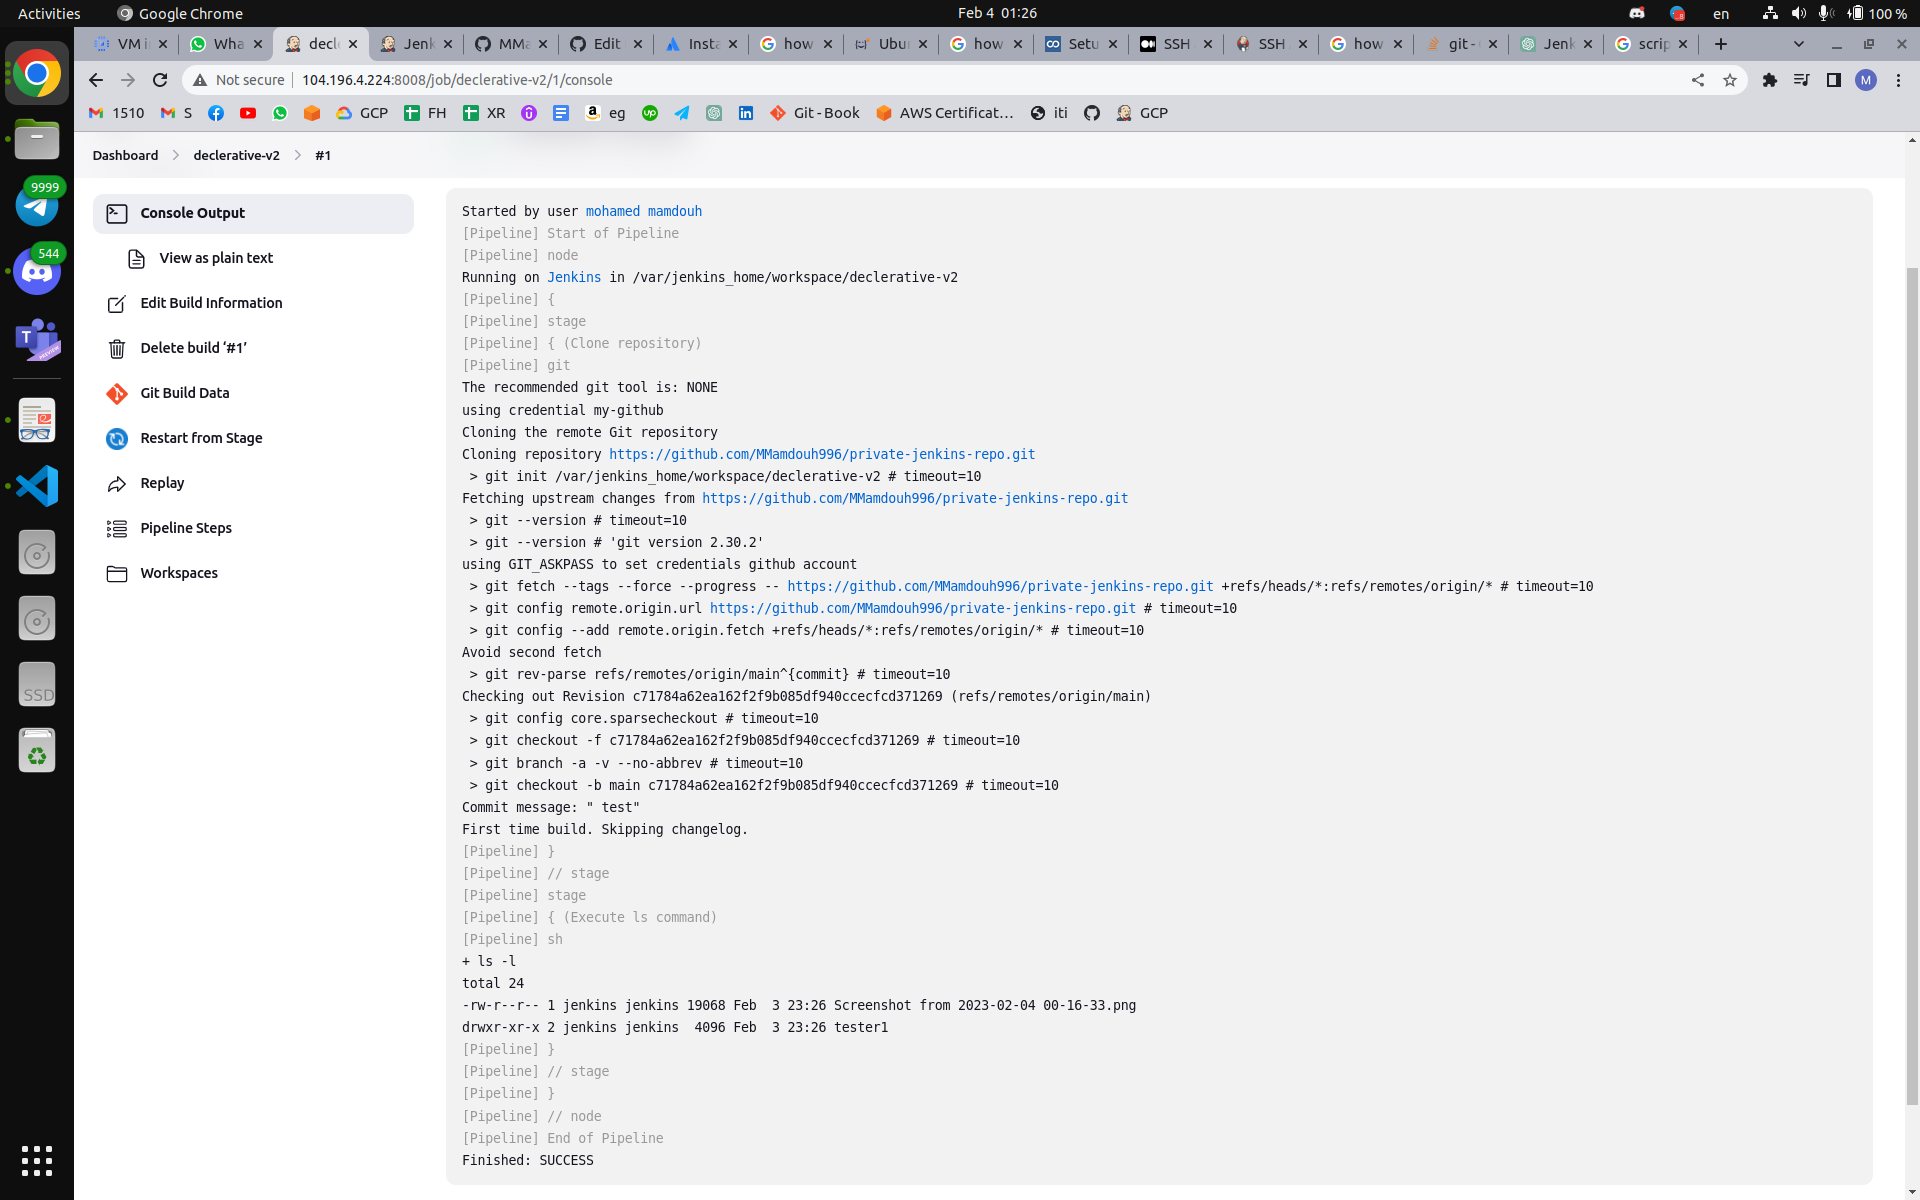 Activities
Google Chrome
Feb 4 01:26
en
100 %
VM i
Wha
decl
Jenk
MMa
Edit
Insta
how
Ubu
how
Setu
SSH
SSH
how
git -
Jenk
scrip
Not secure
104.196.4.224:8008/job/declerative-v2/1/console
M
1510
S
GCP
FH
XR
eg
Git - Book
AWS Certificat…
iti
GCP
9999
544
SSD
Dashboard
declerative-v2
#1
Console Output
View as plain text
Edit Build Information
Delete build ‘#1’
Git Build Data
Restart from Stage
Replay
Pipeline Steps
Workspaces
Started by user mohamed mamdouh
[Pipeline] Start of Pipeline
[Pipeline] node
Running on Jenkins in /var/jenkins_home/workspace/declerative-v2
[Pipeline] {
[Pipeline] stage
[Pipeline] { (Clone repository)
[Pipeline] git
The recommended git tool is: NONE
using credential my-github
Cloning the remote Git repository
Cloning repository https://github.com/MMamdouh996/private-jenkins-repo.git
 > git init /var/jenkins_home/workspace/declerative-v2 # timeout=10
Fetching upstream changes from https://github.com/MMamdouh996/private-jenkins-repo.git
 > git --version # timeout=10
 > git --version # 'git version 2.30.2'
using GIT_ASKPASS to set credentials github account
 > git fetch --tags --force --progress -- https://github.com/MMamdouh996/private-jenkins-repo.git +refs/heads/*:refs/remotes/origin/* # timeout=10
 > git config remote.origin.url https://github.com/MMamdouh996/private-jenkins-repo.git # timeout=10
 > git config --add remote.origin.fetch +refs/heads/*:refs/remotes/origin/* # timeout=10
Avoid second fetch
 > git rev-parse refs/remotes/origin/main^{commit} # timeout=10
Checking out Revision c71784a62ea162f2f9b085df940ccecfcd371269 (refs/remotes/origin/main)
 > git config core.sparsecheckout # timeout=10
 > git checkout -f c71784a62ea162f2f9b085df940ccecfcd371269 # timeout=10
 > git branch -a -v --no-abbrev # timeout=10
 > git checkout -b main c71784a62ea162f2f9b085df940ccecfcd371269 # timeout=10
Commit message: " test"
First time build. Skipping changelog.
[Pipeline] }
[Pipeline] // stage
[Pipeline] stage
[Pipeline] { (Execute ls command)
[Pipeline] sh
+ ls -l
total 24
-rw-r--r-- 1 jenkins jenkins 19068 Feb  3 23:26 Screenshot from 2023-02-04 00-16-33.png
drwxr-xr-x 2 jenkins jenkins  4096 Feb  3 23:26 tester1
[Pipeline] }
[Pipeline] // stage
[Pipeline] }
[Pipeline] // node
[Pipeline] End of Pipeline
Finished: SUCCESS